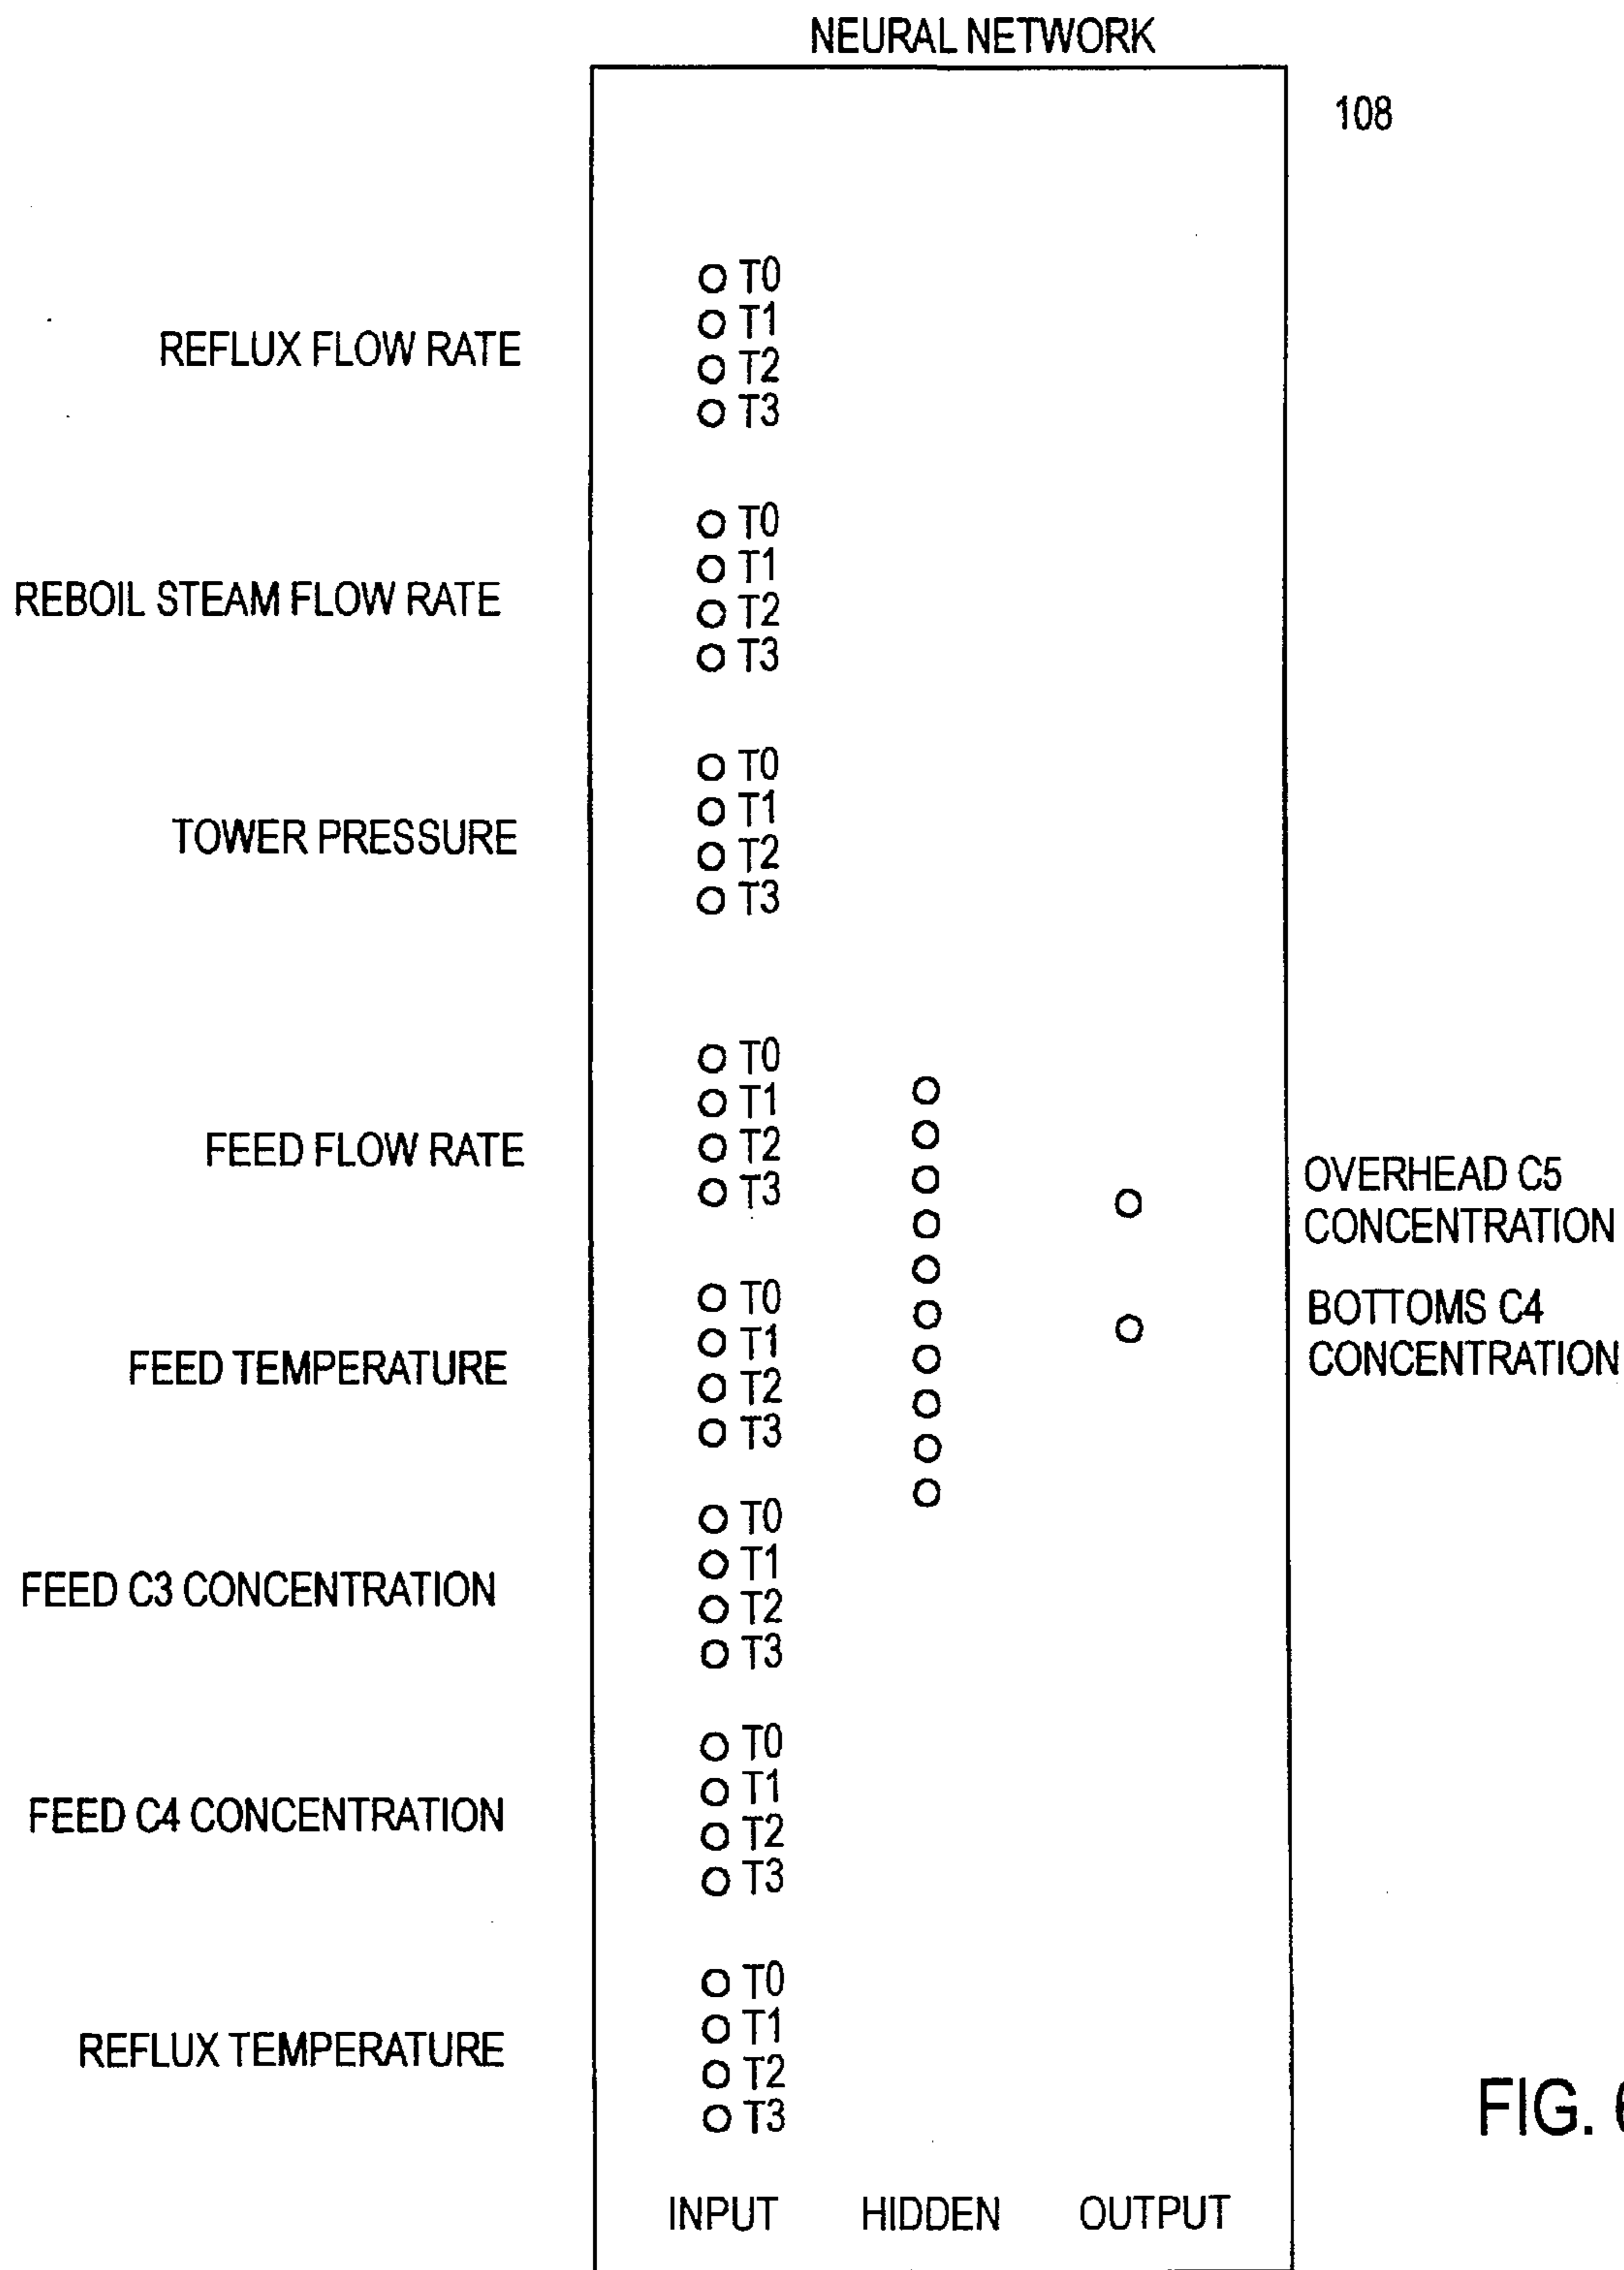 NEURAL NETWORK
108
REFLUX FLOW RATE
T0
T1
T2
T3
REBOIL STEAM FLOW RATE
T0
T1
T2
T3
TOWER PRESSURE
T0
T1
T2
T3
FEED FLOW RATE
T0
T1
T2
T3
OVERHEAD C5
CONCENTRATION
BOTTOMS C4
CONCENTRATION
FEED TEMPERATURE
T0
T1
T2
T3
FEED C3 CONCENTRATION
T0
T1
T2
T3
FEED C4 CONCENTRATION
T0
T1
T2
T3
REFLUX TEMPERATURE
T0
T1
T2
T3
INPUT HIDDEN OUTPUT
FIG.